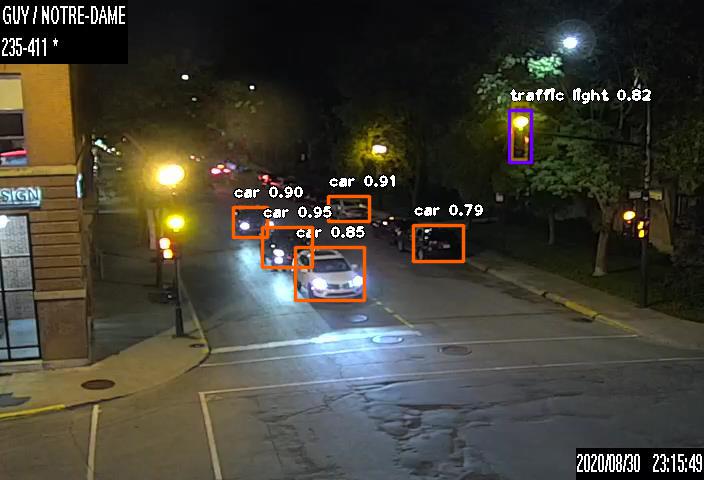 GUY / NOTRE-DAME
235-411 *
traffic light 0.82
car 0.91
car 0.90
car 0.95
car 0.79
car 0.85
SIGN
2020/08/30 23:15:49